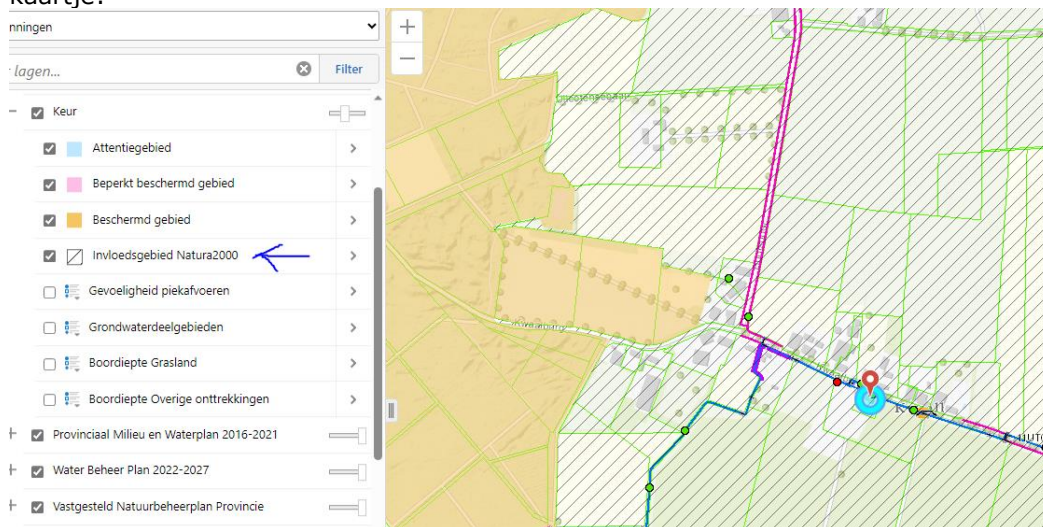 kaartje:
nningen
r lagen...
Filter
Keur
Attentiegebied
Beperkt beschermd gebied
Beschermd gebied
Invloedsgebied Natura2000
Gevoeligheid piekafvoeren
Grondwaterdeelgebieden
Boordiepte Grasland
Boordiepte Overige onttrekkingen
Provinciaal Milieu en Waterplan 2016-2021
Water Beheer Plan 2022-2027
Vastgesteld Natuurbeheerplan Provincie